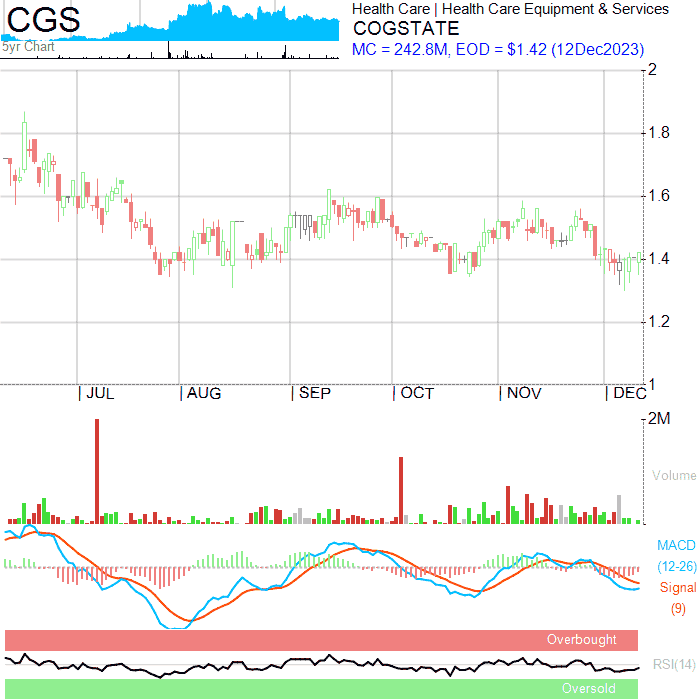 CGS
5yr Chart
Health Care | Health Care Equipment & Services
COGSTATE
MC = 242.8M, EOD = $1.42 (12Dec2023)
2
1.8
1.6
1.4
1.2
1
| JUL | AUG | SEP | OCT | NOV | DEC
2M
Volume
MACD
(12-26)
Signal
(9)
Overbought
RSI(14)
Oversold